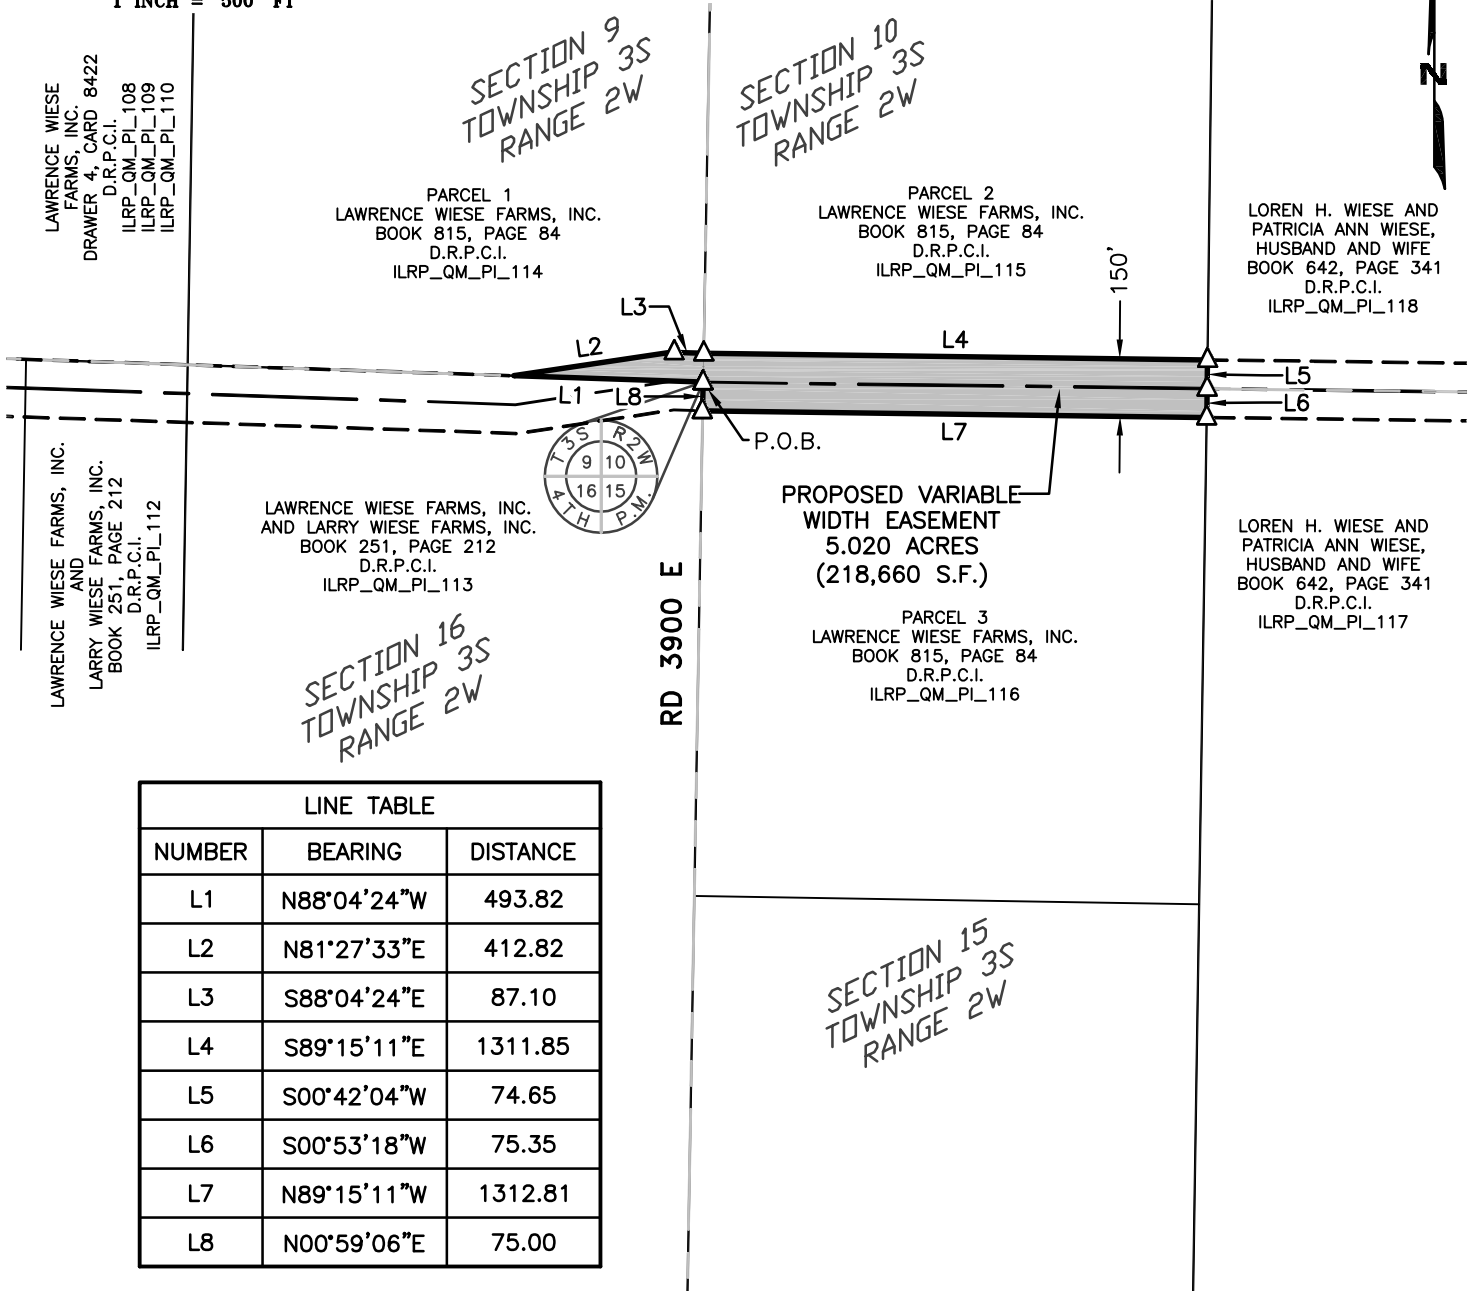 1 INCH = 500 FT
LAWRENCE WIESE
FARMS, INC.
DRAWER 4, CARD 8422
D.R.P.C.I.
ILRP_QM_PI_108
ILRP_QM_PI_109
ILRP_QM_PI_110
SECTION 9
TOWNSHIP 3S
RANGE 2W
SECTION 10
TOWNSHIP 3S
RANGE 2W
N
PARCEL 1
LAWRENCE WIESE FARMS, INC.
BOOK 815, PAGE 84
D.R.P.C.I.
ILRP_QM_PI_114
PARCEL 2
LAWRENCE WIESE FARMS, INC.
BOOK 815, PAGE 84
D.R.P.C.I.
ILRP_QM_PI_115
LOREN H. WIESE AND
PATRICIA ANN WIESE,
HUSBAND AND WIFE
BOOK 642, PAGE 341
D.R.P.C.I.
ILRP_QM_PI_118
150'
L3
L2
L4
L1
L8
L5
L6
L7
P.O.B.
T3S R2W
9 10
16 15
4TH P.M.
LAWRENCE WIESE FARMS, INC.
AND
LARRY WIESE FARMS, INC.
BOOK 251, PAGE 212
D.R.P.C.I.
ILRP_QM_PI_112
LAWRENCE WIESE FARMS, INC.
AND LARRY WIESE FARMS, INC.
BOOK 251, PAGE 212
D.R.P.C.I.
ILRP_QM_PI_113
PROPOSED VARIABLE
WIDTH EASEMENT
5.020 ACRES
(218,660 S.F.)
LOREN H. WIESE AND
PATRICIA ANN WIESE,
HUSBAND AND WIFE
BOOK 642, PAGE 341
D.R.P.C.I.
ILRP_QM_PI_117
RD 3900 E
PARCEL 3
LAWRENCE WIESE FARMS, INC.
BOOK 815, PAGE 84
D.R.P.C.I.
ILRP_QM_PI_116
SECTION 16
TOWNSHIP 3S
RANGE 2W
LINE TABLE
NUMBER BEARING DISTANCE
L1 N88°04'24"W 493.82
L2 N81°27'33"E 412.82
L3 S88°04'24"E 87.10
L4 S89°15'11"E 1311.85
L5 S00°42'04"W 74.65
L6 S00°53'18"W 75.35
L7 N89°15'11"W 1312.81
L8 N00°59'06"E 75.00
SECTION 15
TOWNSHIP 3S
RANGE 2W